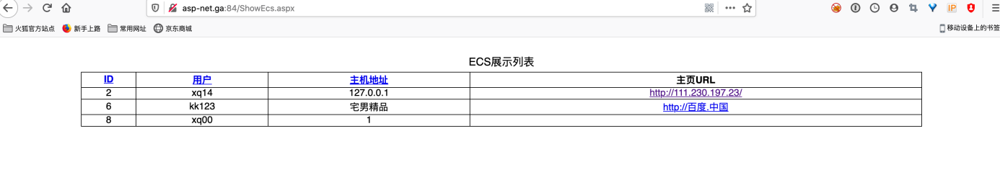 asp-net.ga:84/ShowEcs.aspx
火狐官方站点 新手上路 常用网址 京东商城 移动设备上的书签
ECS展示列表
ID 用户 主机地址 主页URL
2 xq14 127.0.0.1 http://111.230.197.23/
6 kk123 宅男精品 http://百度.中国
8 xq00 1